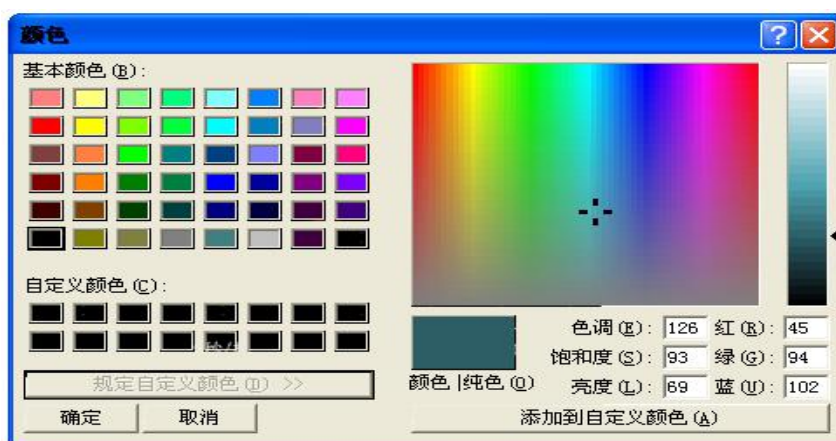 颜色
基本颜色(B):
自定义颜色(C):
规定自定义颜色(D) >>
确定 取消
色调(E): 126 红(R): 45
饱和度(S): 93 绿(G): 94
颜色|纯色(O) 亮度(L): 69 蓝(U): 102
添加到自定义颜色(A)